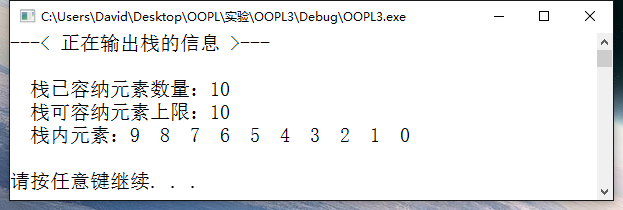 C:\Users\David\Desktop\OOPL\实验\OOPL3\Debug\OOPL3.exe
---< 正在输出栈的信息 >---
栈已容纳元素数量：10
栈可容纳元素上限：10
栈内元素：9 8 7 6 5 4 3 2 1 0
请按任意键继续. . .